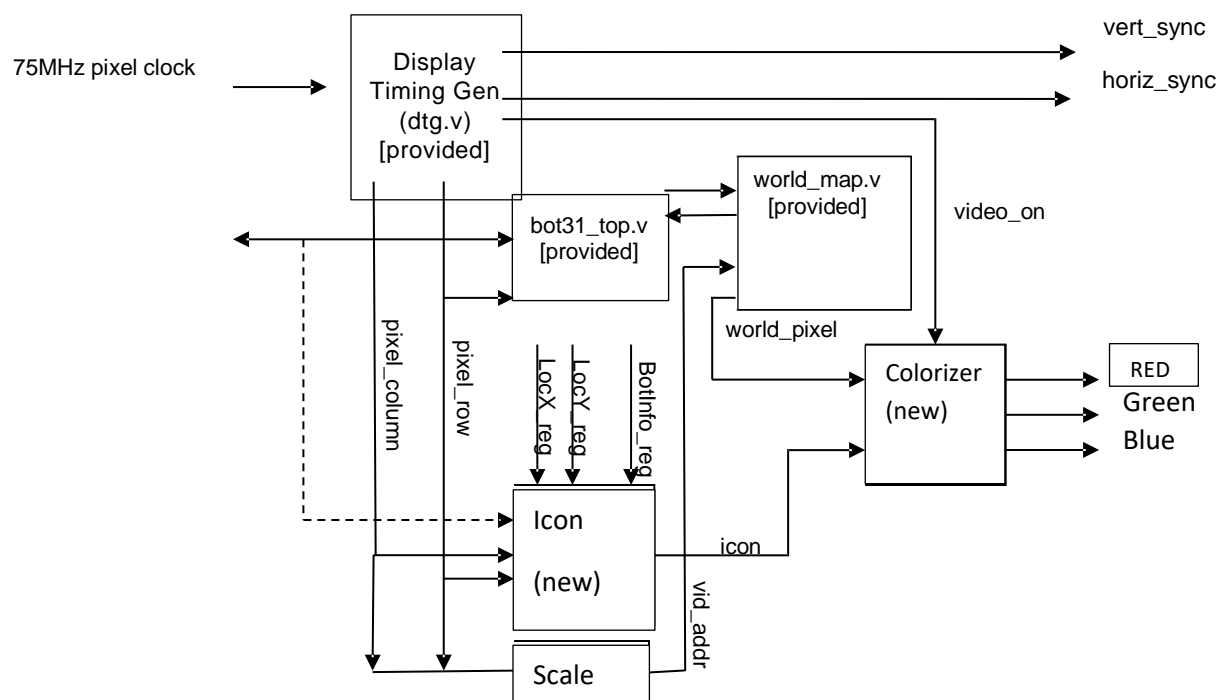 vert_sync
75MHz pixel clock
Display
Timing Gen
(dtg.v)
[provided]
horiz_sync
world_map.v
[provided]
video_on
bot31_top.v
[provided]
pixel_column
pixel_row
world_pixel
LocX_reg
LocY_reg
BotInfo_reg
Colorizer
(new)
RED
Green
Blue
Icon
(new)
icon
vid_addr
Scale